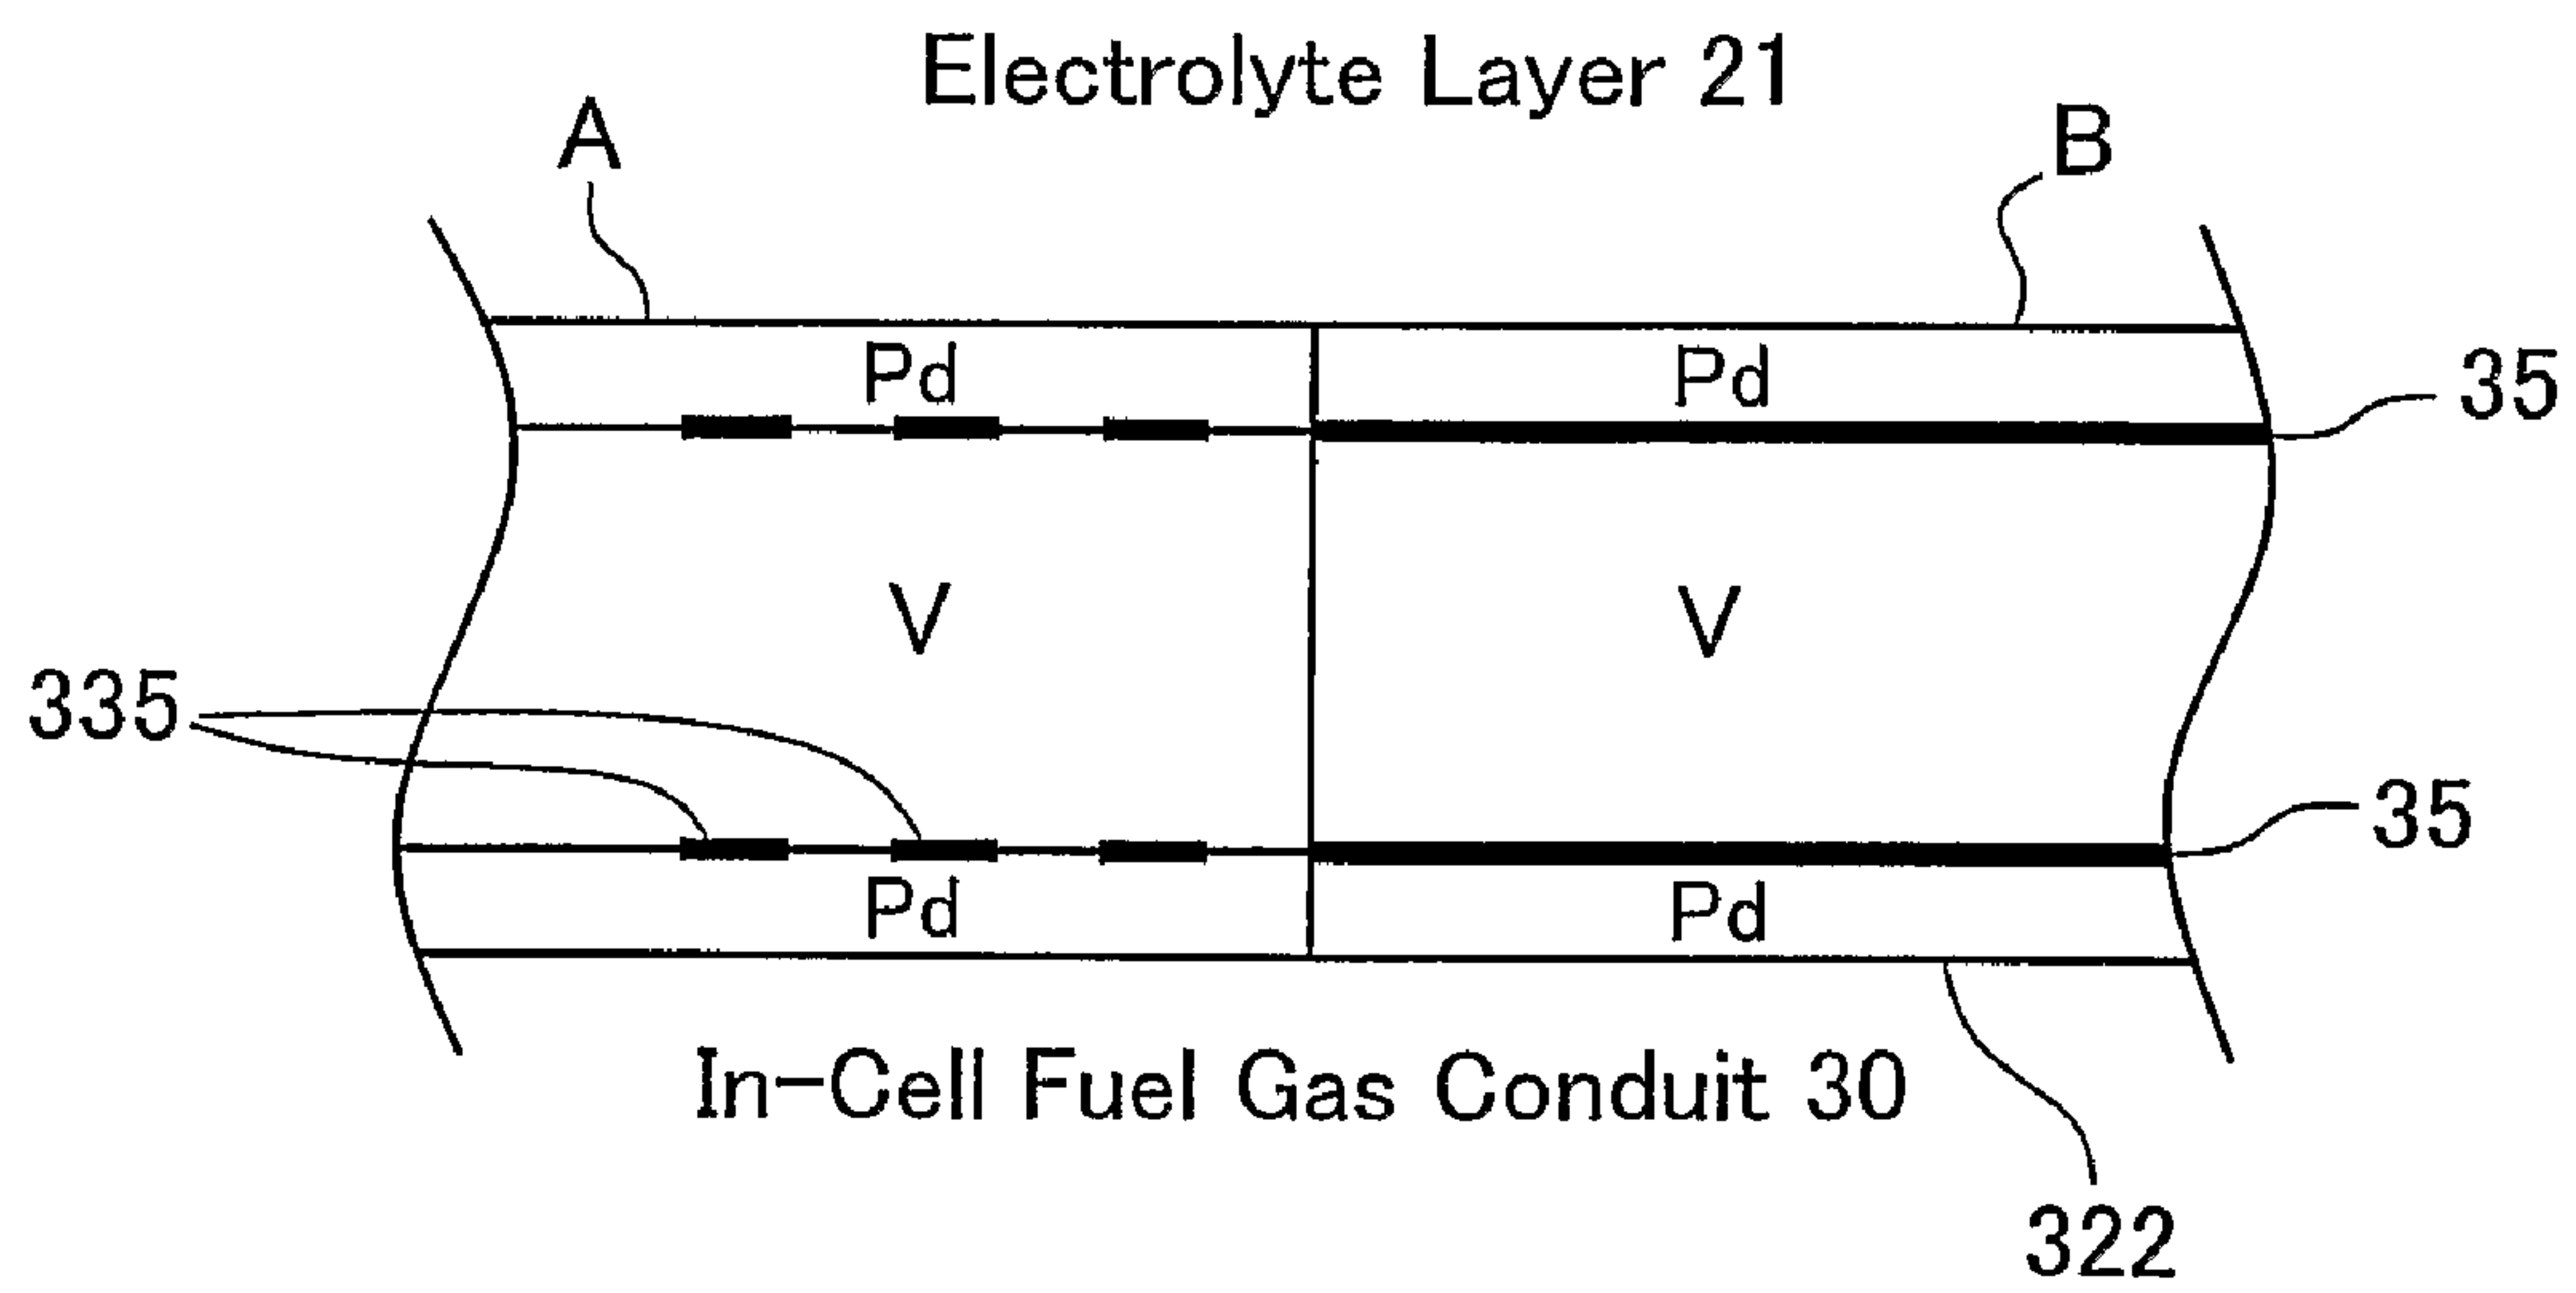 Electrolyte Layer 21
A
B
Pd
Pd
35
V
V
335
35
Pd
Pd
In-Cell Fuel Gas Conduit 30
322